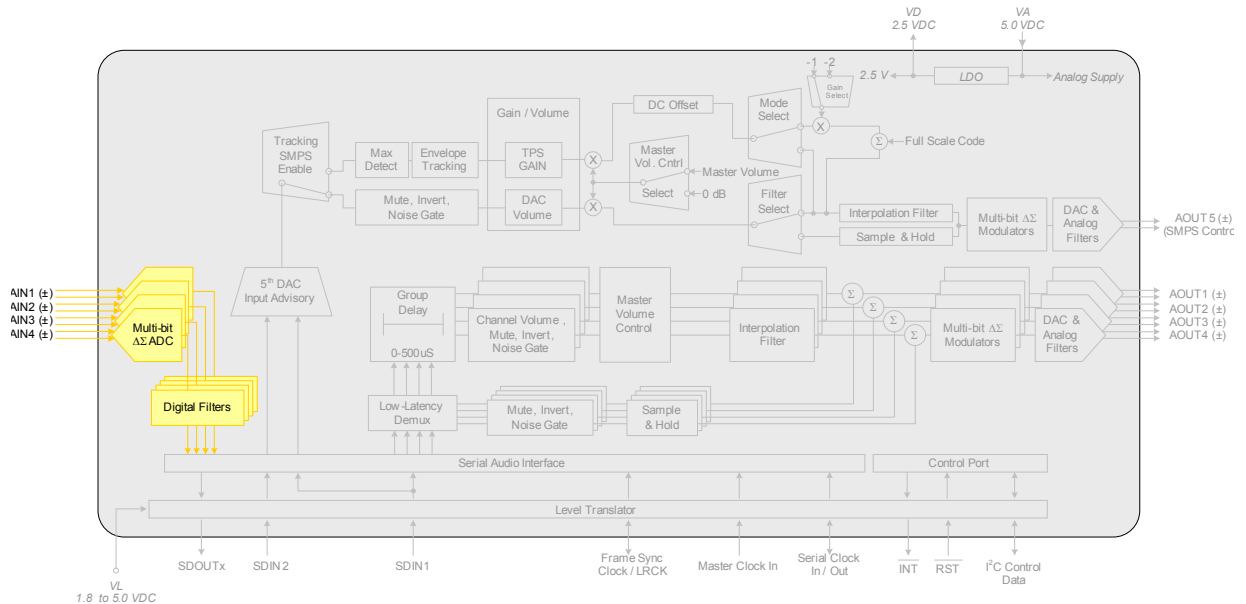 VD
2.5 VDC
VA
5.0 VDC
-1 -2
2.5 V
LDO
Analog Supply
Gain
Select
Gain / Volume
DC Offset
Mode
Select
X
Σ
Full Scale Code
Tracking
SMPS
Enable
Max
Detect
Envelope
Tracking
TPS
GAIN
X
Master
Vol. Cntrl
Select
Master Volume
0 dB
Mute, Invert,
Noise Gate
DAC
Volume
X
Filter
Select
Interpolation Filter
Sample & Hold
Multi-bit ΔΣ
Modulators
DAC &
Analog
Filters
AOUT5 (±)
(SMPS Control
5th DAC
Input Advisory
AIN1 (±)
AIN2 (±)
AIN3 (±)
AIN4 (±)
Multi-bit
ΔΣ ADC
Digital Filters
Group
Delay
0-500uS
Channel Volume ,
Mute, Invert,
Noise Gate
Master
Volume
Control
Interpolation
Filter
Σ
Σ
Σ
Σ
Multi-bit ΔΣ
Modulators
DAC &
Analog
Filters
AOUT1 (±)
AOUT2 (±)
AOUT3 (±)
AOUT4 (±)
Low-Latency
Demux
Mute, Invert,
Noise Gate
Sample
& Hold
Serial Audio Interface
Control Port
Level Translator
VL
1.8 to 5.0 VDC
SDOUTx
SDIN2
SDIN1
Frame Sync
Clock / LRCK
Master Clock In
Serial Clock
In / Out
INT
RST
I2C Control
Data